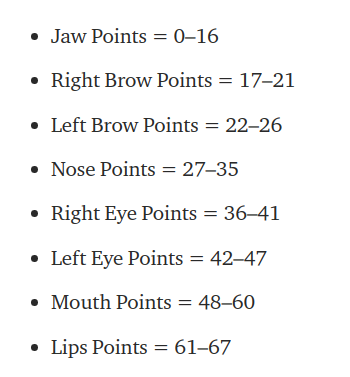 • Jaw Points = 0–16
• Right Brow Points = 17–21
• Left Brow Points = 22–26
• Nose Points = 27–35
• Right Eye Points = 36–41
• Left Eye Points = 42–47
• Mouth Points = 48–60
• Lips Points = 61–67